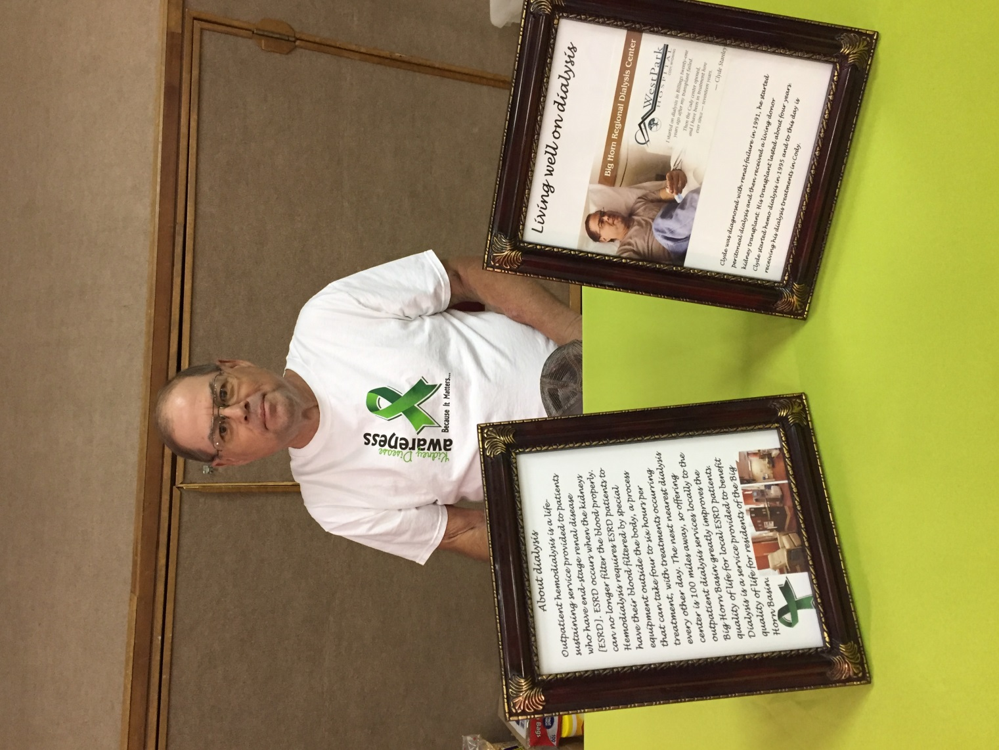 Kidney Disease
awareness
Because It Matters...
About dialysis
Outpatient hemodialysis is a life-
sustaining service provided to patients
who have end-stage renal disease
[ESRD]. ESRD occurs when the kidneys
can no longer filter the blood properly.
Hemodialysis requires ESRD patients to
have their blood filtered by special
equipment outside the body, a process
that can take four to six hours per
treatment, with treatments occurring
every other day. The next nearest dialysis
center is 100 miles away, so offering
outpatient dialysis services locally to the
Big Horn Basin greatly improves the
quality of life for local ESRD patients.
Dialysis is a service provided to benefit
quality of life for residents of the Big
Horn Basin.
Living well on dialysis
Big Horn Regional Dialysis Center
WestPark
HOSPITAL
I started on dialysis in Billings twenty-one
years ago after my transplant failed.
Then the Cody center opened,
and I have been in treatment here
ever since — seventeen years.
— Clyde Stanley
Clyde was diagnosed with renal failure in 1991, he started
peritoneal dialysis and then received a living donor
kidney transplant. His transplant lasted about four years.
Clyde started hemo-dialysis in 1995 and to this day is
receiving his dialysis treatments in Cody.
100
Bags